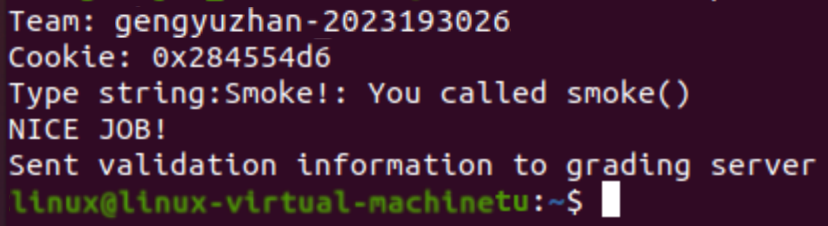 Team: gengyuzhan-2023193026
Cookie: 0x284554d6
Type string:Smoke!: You called smoke()
NICE JOB!
Sent validation information to grading server
linux@linux-virtual-machinetu:~$